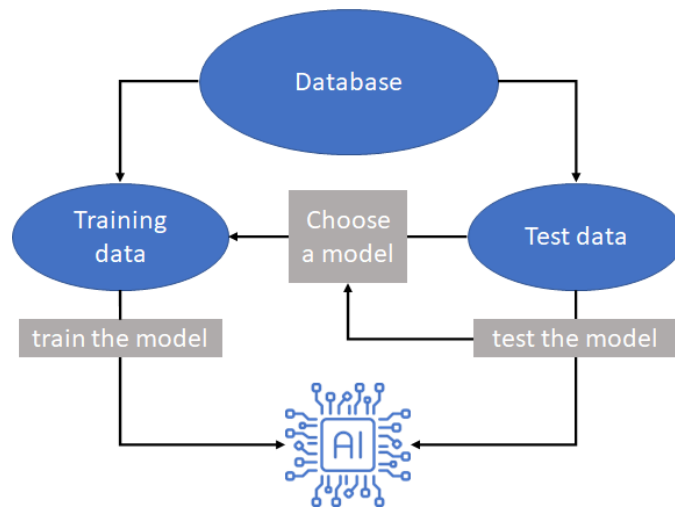 Database
Training
data
Choose
a model
Test data
train the model
test the model
AI